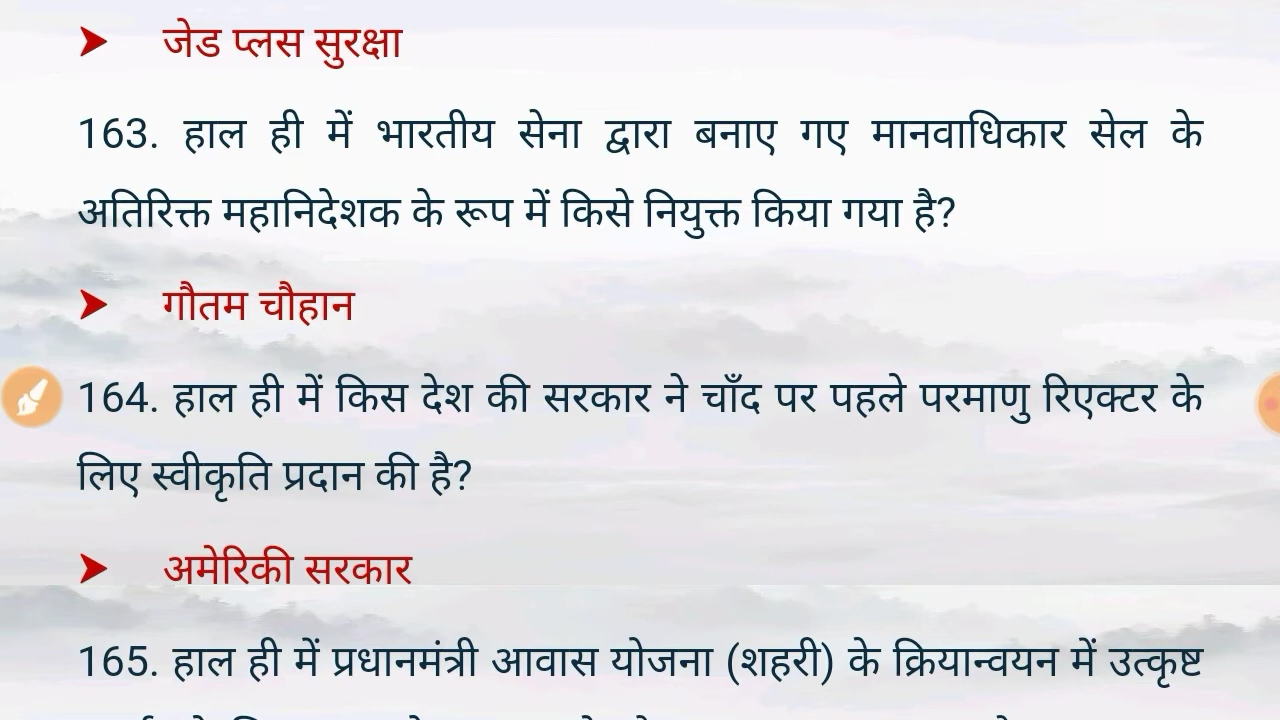 ➤ जेड प्लस सुरक्षा
163. हाल ही में भारतीय सेना द्वारा बनाए गए मानवाधिकार सेल के
अतिरिक्त महानिदेशक के रूप में किसे नियुक्त किया गया है?
➤ गौतम चौहान
164. हाल ही में किस देश की सरकार ने चाँद पर पहले परमाणु रिएक्टर के
लिए स्वीकृति प्रदान की है?
➤ अमेरिकी सरकार
165. हाल ही में प्रधानमंत्री आवास योजना (शहरी) के क्रियान्वयन में उत्कृष्ट